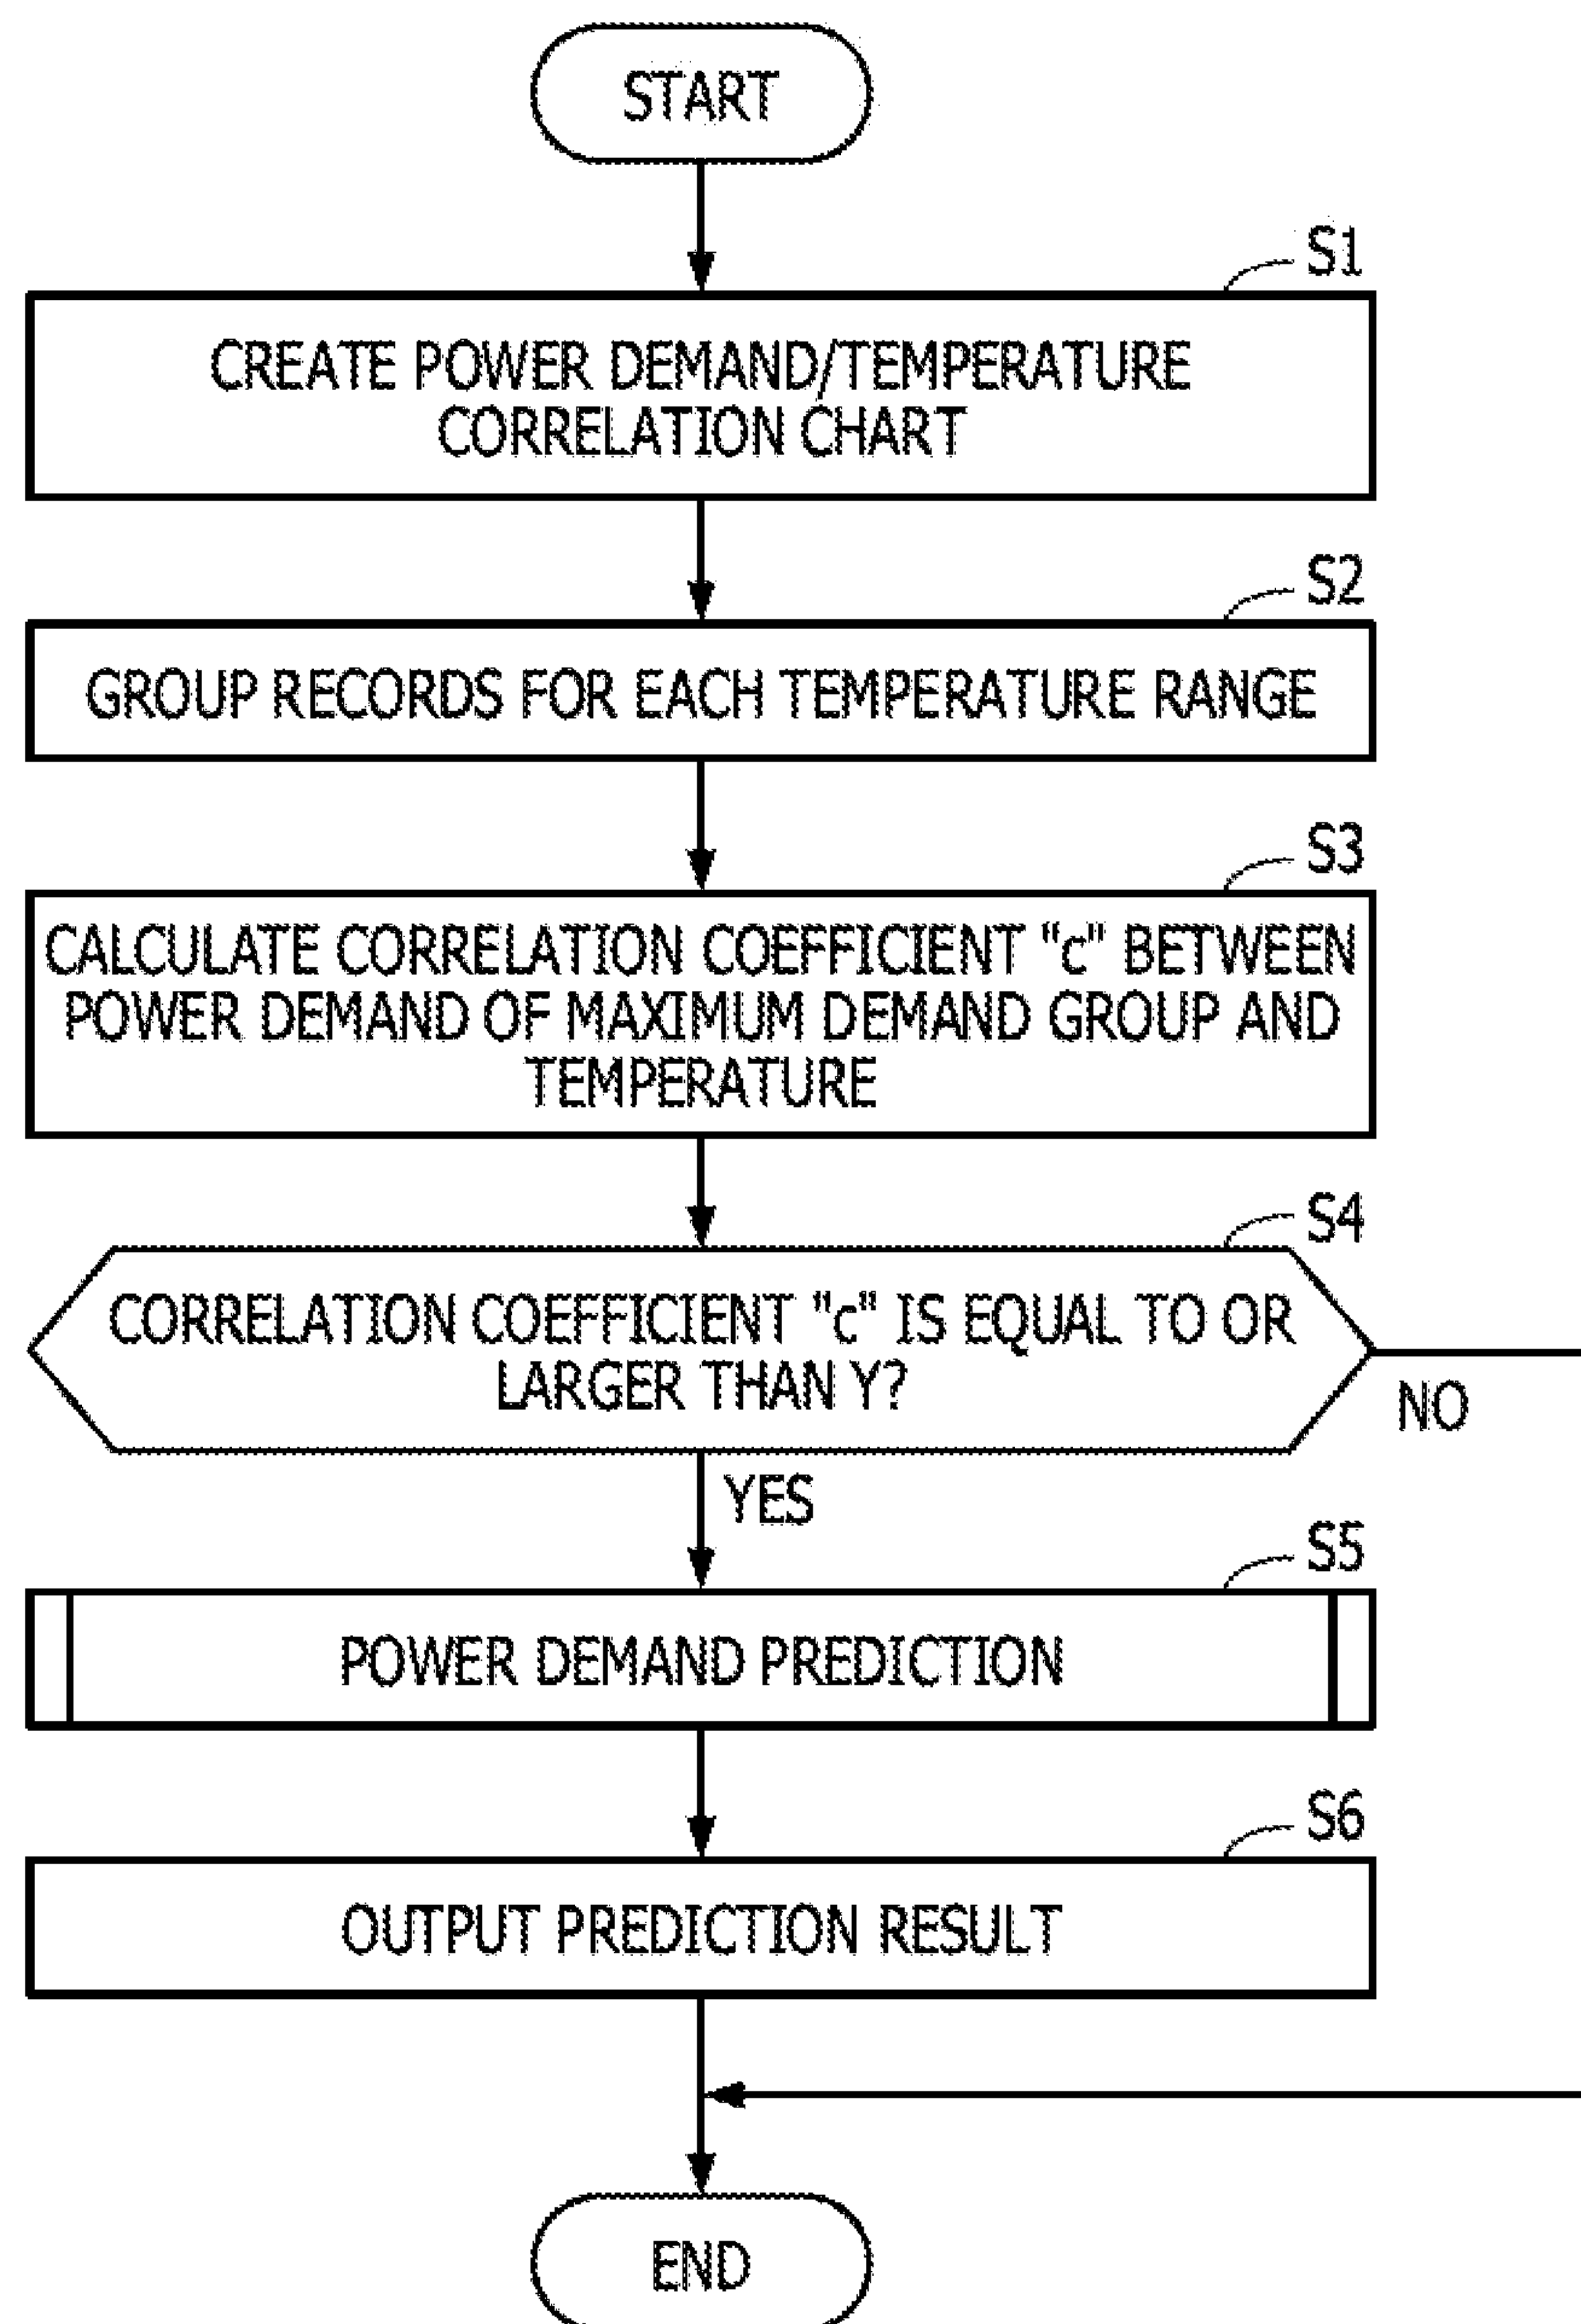 START
S1
CREATE POWER DEMAND/TEMPERATURE
CORRELATION CHART
S2
GROUP RECORDS FOR EACH TEMPERATURE RANGE
S3
CALCULATE CORRELATION COEFFICIENT "c" BETWEEN
POWER DEMAND OF MAXIMUM DEMAND GROUP AND
TEMPERATURE
S4
CORRELATION COEFFICIENT "c" IS EQUAL TO OR
LARGER THAN Y?
NO
YES
S5
POWER DEMAND PREDICTION
S6
OUTPUT PREDICTION RESULT
END